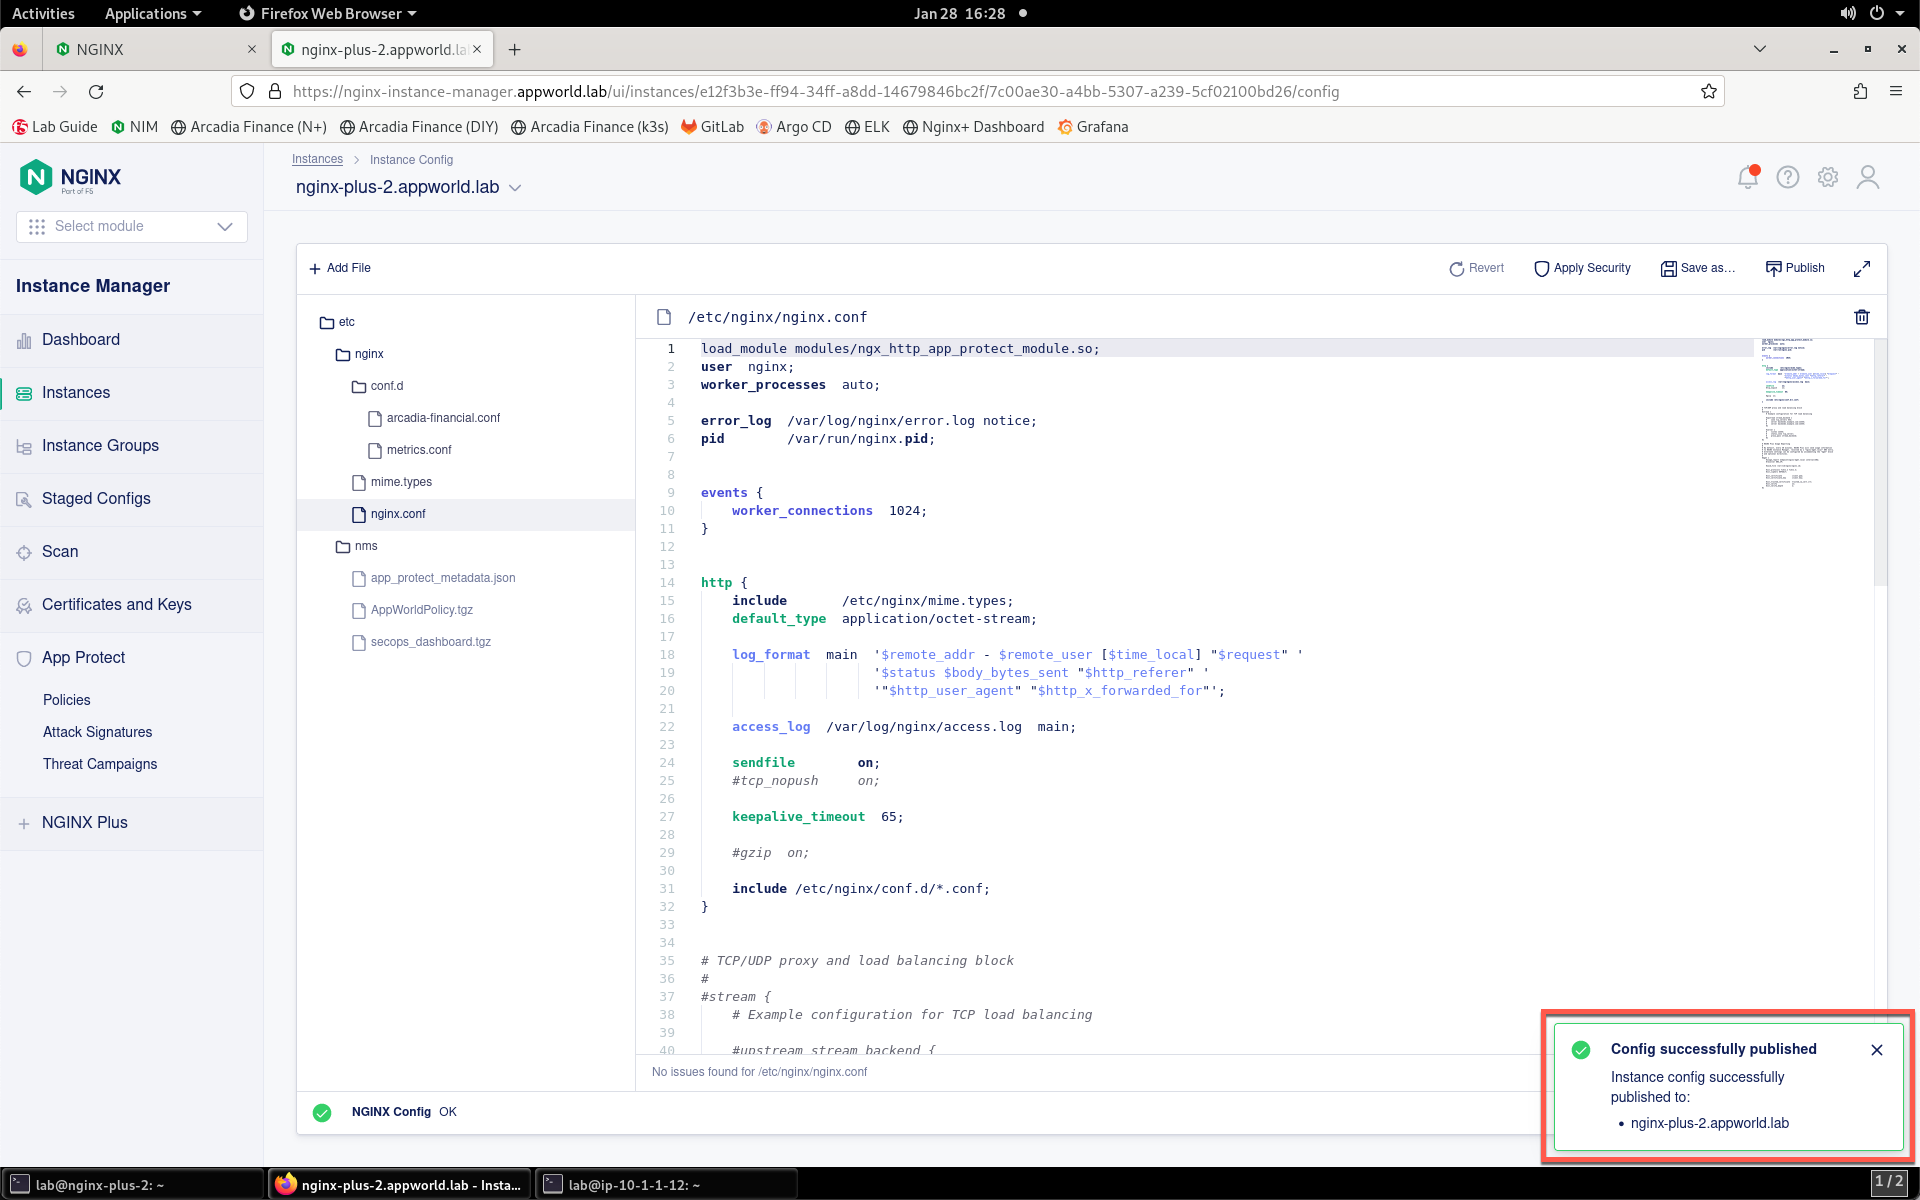 Activities Applications Firefox Web Browser Jan 28 16:28
NGINX nginx-plus-2.appworld.la
https://nginx-instance-manager.appworld.lab/ui/instances/e12f3b3e-ff94-34ff-a8dd-14679846bc2f/7c00ae30-a4bb-5307-a239-5cf02100bd26/config
Lab Guide NIM Arcadia Finance (N+) Arcadia Finance (DIY) Arcadia Finance (k3s) GitLab Argo CD ELK Nginx+ Dashboard Grafana
NGINX
Part of F5
Select module
Instance Manager
Dashboard
Instances
Instance Groups
Staged Configs
Scan
Certificates and Keys
App Protect
Policies
Attack Signatures
Threat Campaigns
NGINX Plus
Instances > Instance Config
nginx-plus-2.appworld.lab
+ Add File Revert Apply Security Save as... Publish
etc
nginx
conf.d
arcadia-financial.conf
metrics.conf
mime.types
nginx.conf
nms
app_protect_metadata.json
AppWorldPolicy.tgz
secops_dashboard.tgz
/etc/nginx/nginx.conf
1 load_module modules/ngx_http_app_protect_module.so;
2 user  nginx;
3 worker_processes  auto;
4
5 error_log  /var/log/nginx/error.log notice;
6 pid        /var/run/nginx.pid;
7
8
9 events {
10     worker_connections  1024;
11 }
12
13
14 http {
15     include       /etc/nginx/mime.types;
16     default_type  application/octet-stream;
17
18     log_format  main  '$remote_addr - $remote_user [$time_local] "$request" '
19                       '$status $body_bytes_sent "$http_referer" '
20                       '"$http_user_agent" "$http_x_forwarded_for"';
21
22     access_log  /var/log/nginx/access.log  main;
23
24     sendfile        on;
25     #tcp_nopush     on;
26
27     keepalive_timeout  65;
28
29     #gzip  on;
30
31     include /etc/nginx/conf.d/*.conf;
32 }
33
34
35 # TCP/UDP proxy and load balancing block
36 #
37 #stream {
38     # Example configuration for TCP load balancing
39
40     #upstream stream_backend {
No issues found for /etc/nginx/nginx.conf
NGINX Config OK
Config successfully published
Instance config successfully
published to:
• nginx-plus-2.appworld.lab
lab@nginx-plus-2: ~ nginx-plus-2.appworld.lab - Insta... lab@ip-10-1-1-12: ~ 1 / 2